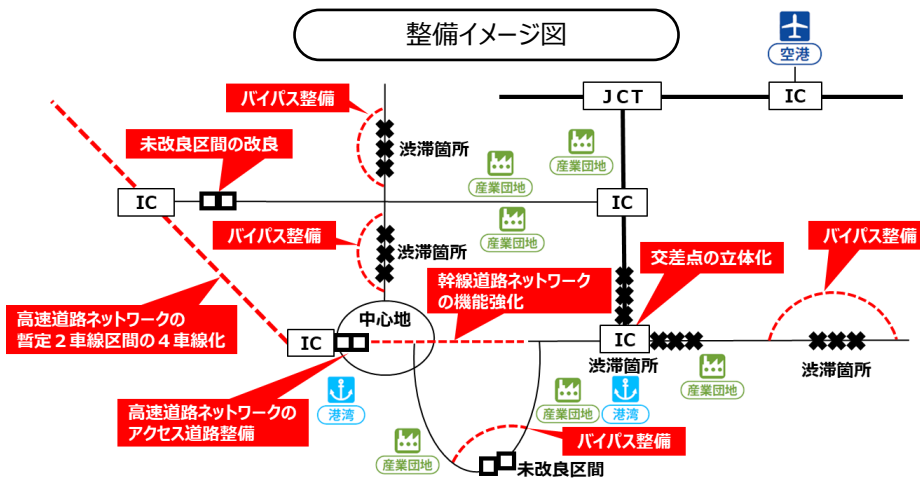 整備イメージ図
空港
バイパス整備
JCT
IC
未改良区間の改良
渋滞箇所
産業団地
産業団地
IC
IC
産業団地
バイパス整備
渋滞箇所
交差点の立体化
バイパス整備
幹線道路ネットワーク
の機能強化
高速道路ネットワークの
暫定2車線区間の4車線化
中心地
IC
IC
渋滞箇所
渋滞箇所
港湾
産業団地
港湾
産業団地
高速道路ネットワークの
アクセス道路整備
バイパス整備
産業団地
未改良区間